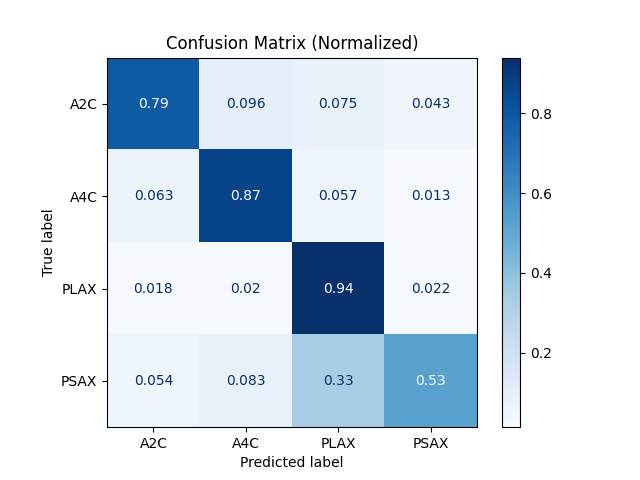 Confusion Matrix (Normalized)
True label
A2C 0.79 0.096 0.075 0.043
A4C 0.063 0.87 0.057 0.013
PLAX 0.018 0.02 0.94 0.022
PSAX 0.054 0.083 0.33 0.53
A2C A4C PLAX PSAX
Predicted label
0.8
0.6
0.4
0.2